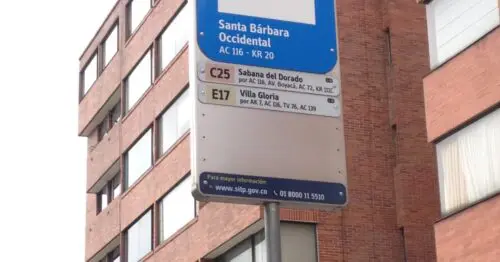 Santa Bárbara
Occidental
AC 116 - KR 20
C25 Sabana del Dorado
por AC 116, AV. Boyacá, AC 72, KR 112
E17 Villa Gloria
por AK 7, AC 116, TV 76, AC 139
Para mayor información:
www.sitp.gov.co 01 8000 11 5510